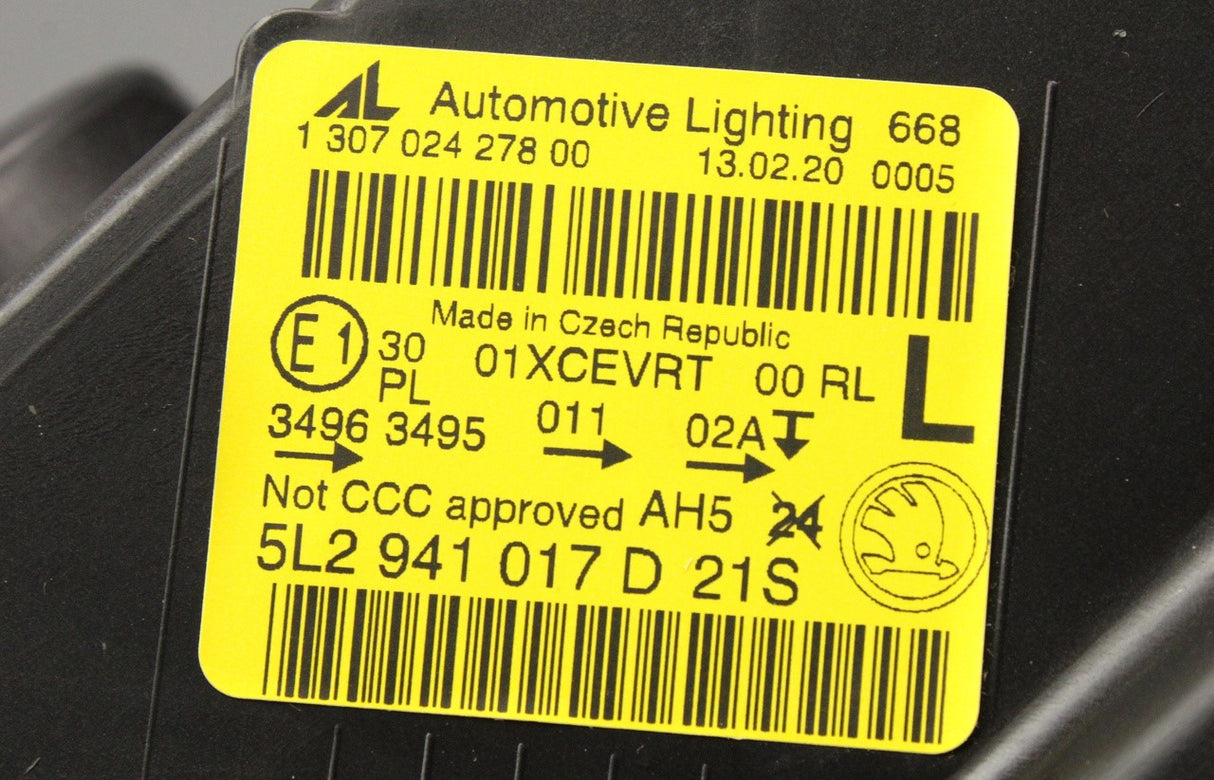 AL Automotive Lighting 668
1 307 024 278 00 13.02.20 0005
Made in Czech Republic
E1 30 01XCEVRT 00 RL L
PL
3496 3495 011 02A
Not CCC approved AH5 24
5L2 941 017 D 21S